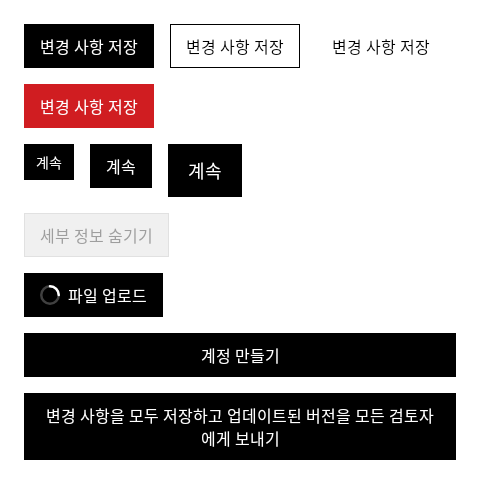 변경 사항 저장 변경 사항 저장 변경 사항 저장
변경 사항 저장
계속 계속 계속
세부 정보 숨기기
파일 업로드
계정 만들기
변경 사항을 모두 저장하고 업데이트된 버전을 모든 검토자
에게 보내기